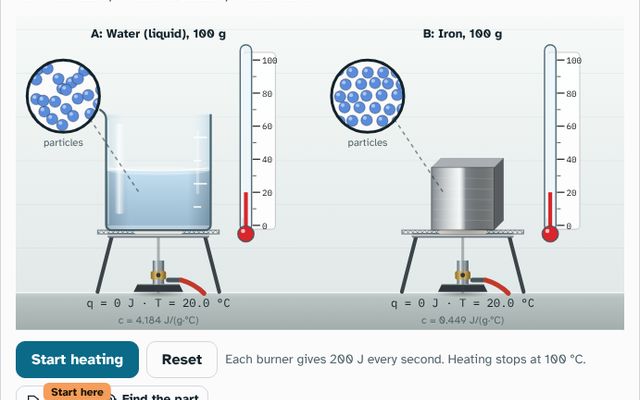 A: Water (liquid), 100 g
B: Iron, 100 g
100
80
60
40
20
0
particles
100
80
60
40
20
0
particles
q = 0 J · T = 20.0 °C
c = 4.184 J/(g·°C)
q = 0 J · T = 20.0 °C
c = 0.449 J/(g·°C)
Start heating
Reset
Each burner gives 200 J every second. Heating stops at 100 °C.
Start here
Find the part